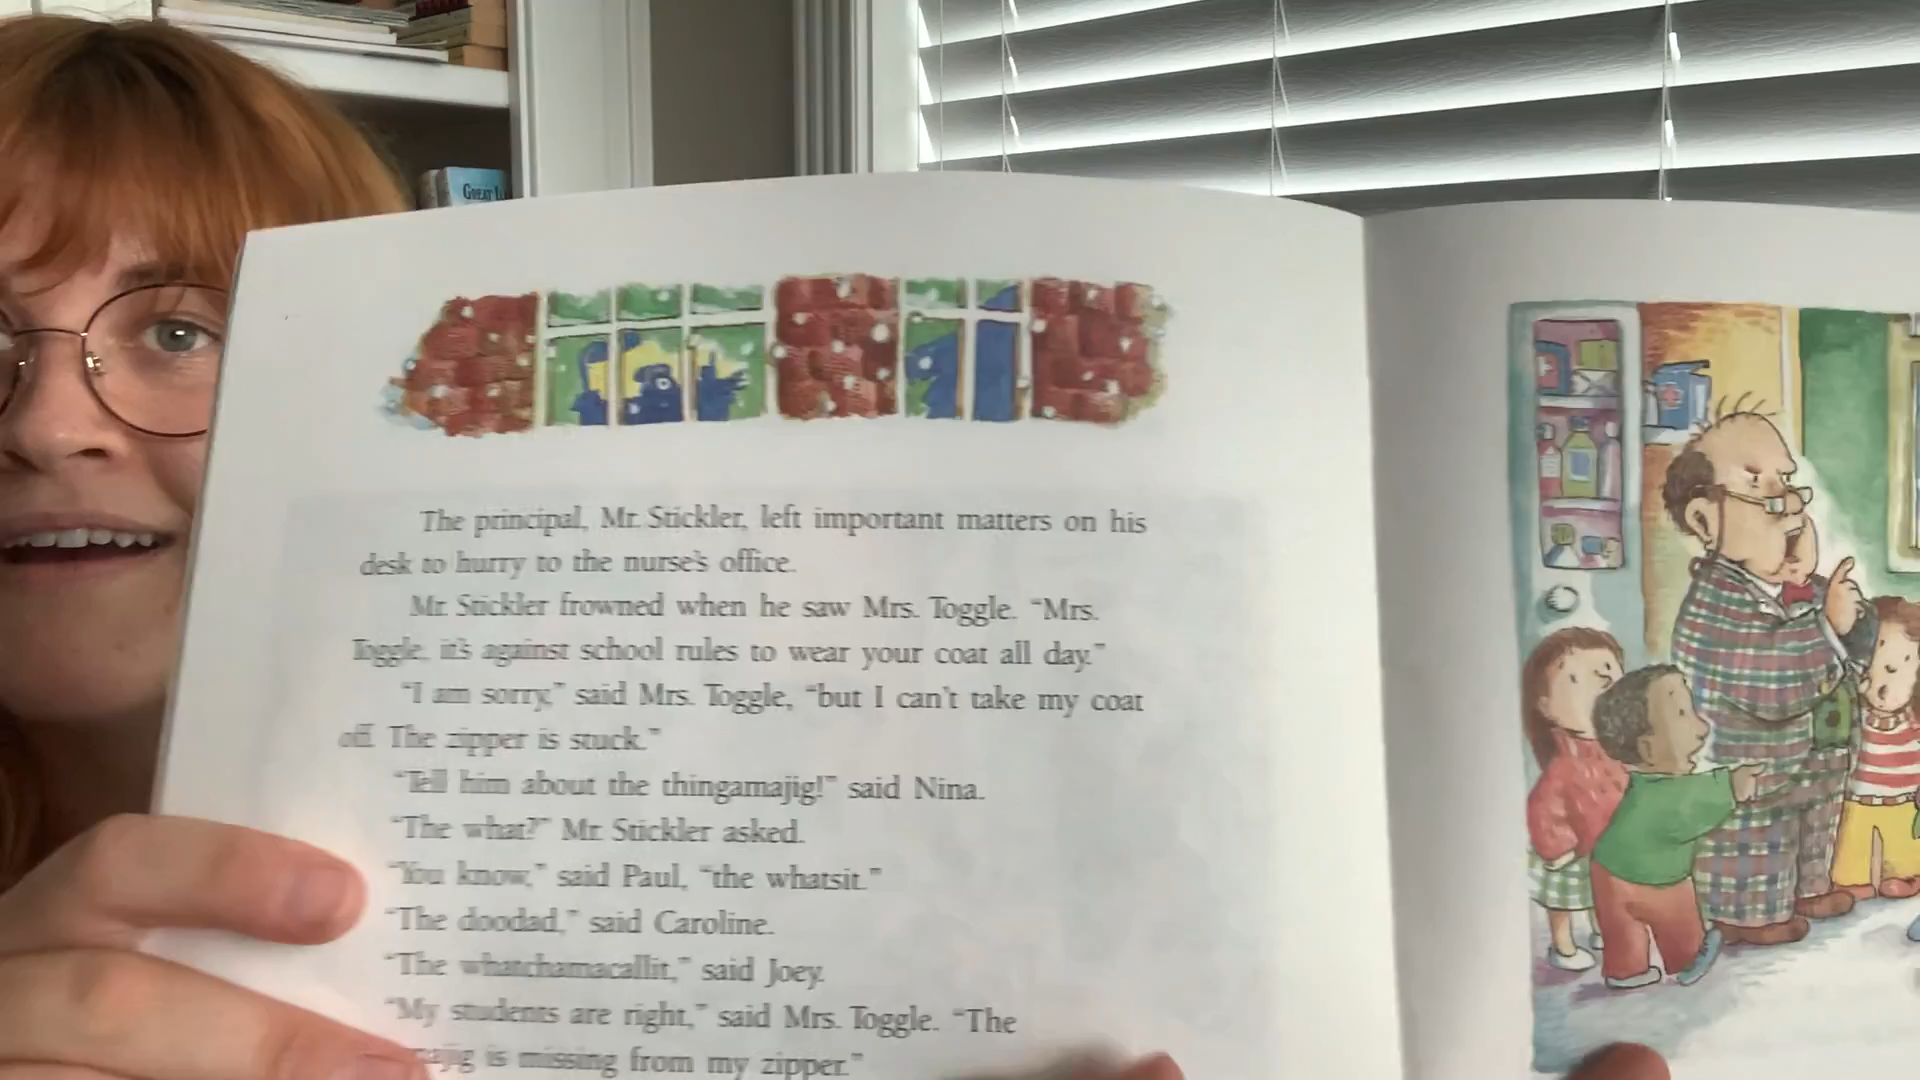 GREAT
The principal, Mr. Stickler, left important matters on his
desk to hurry to the nurse's office.
Mr. Stickler frowned when he saw Mrs. Toggle. "Mrs.
Toggle, it's against school rules to wear your coat all day."
"I am sorry," said Mrs. Toggle, "but I can't take my coat
off. The zipper is stuck."
"Tell him about the thingamajig!" said Nina.
"The what?" Mr. Stickler asked.
"You know," said Paul, "the whatsit."
"The doodad," said Caroline.
"The whatchamacallit," said Joey.
"My students are right," said Mrs. Toggle. "The
is missing from my zipper."